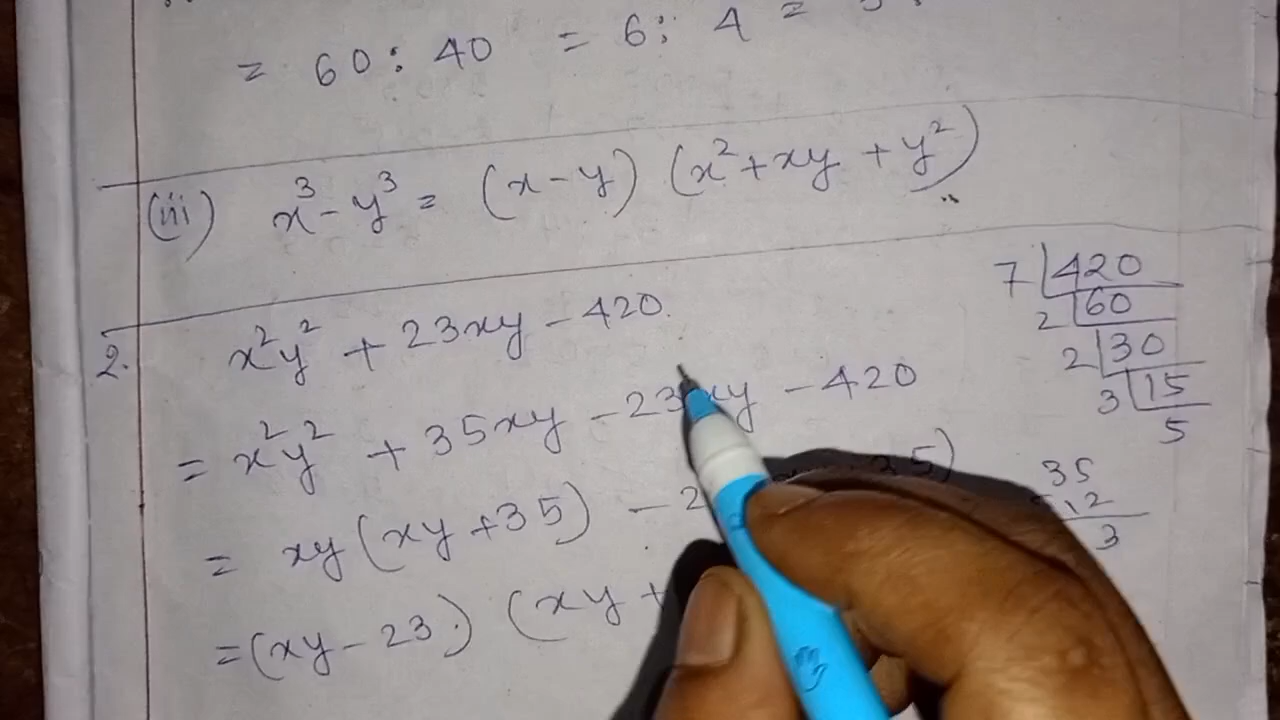 = 60 : 40 = 6 : 4 =
(iii) x³ - y³ = (x - y) (x² + xy + y²)
2. x²y² + 23xy - 420.
= x²y² + 35xy - 23xy - 420
= xy (xy + 35) - 2
= (xy - 23.) (xy +
7 420
2 60
2 30
3 15
5
35
12
3